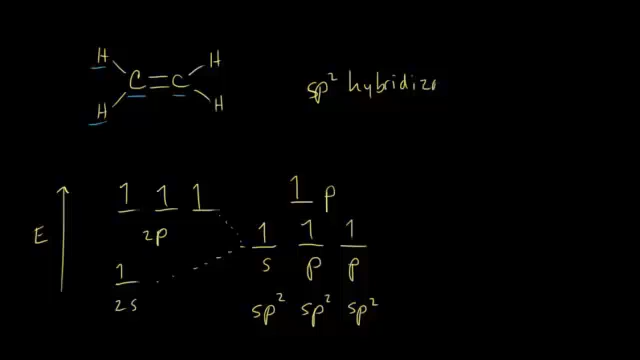 H H
C=C
H H
sp² hybridiz
1 1 1
2p
1 p
E
1
2s
1 1 1
s p p
sp² sp² sp²